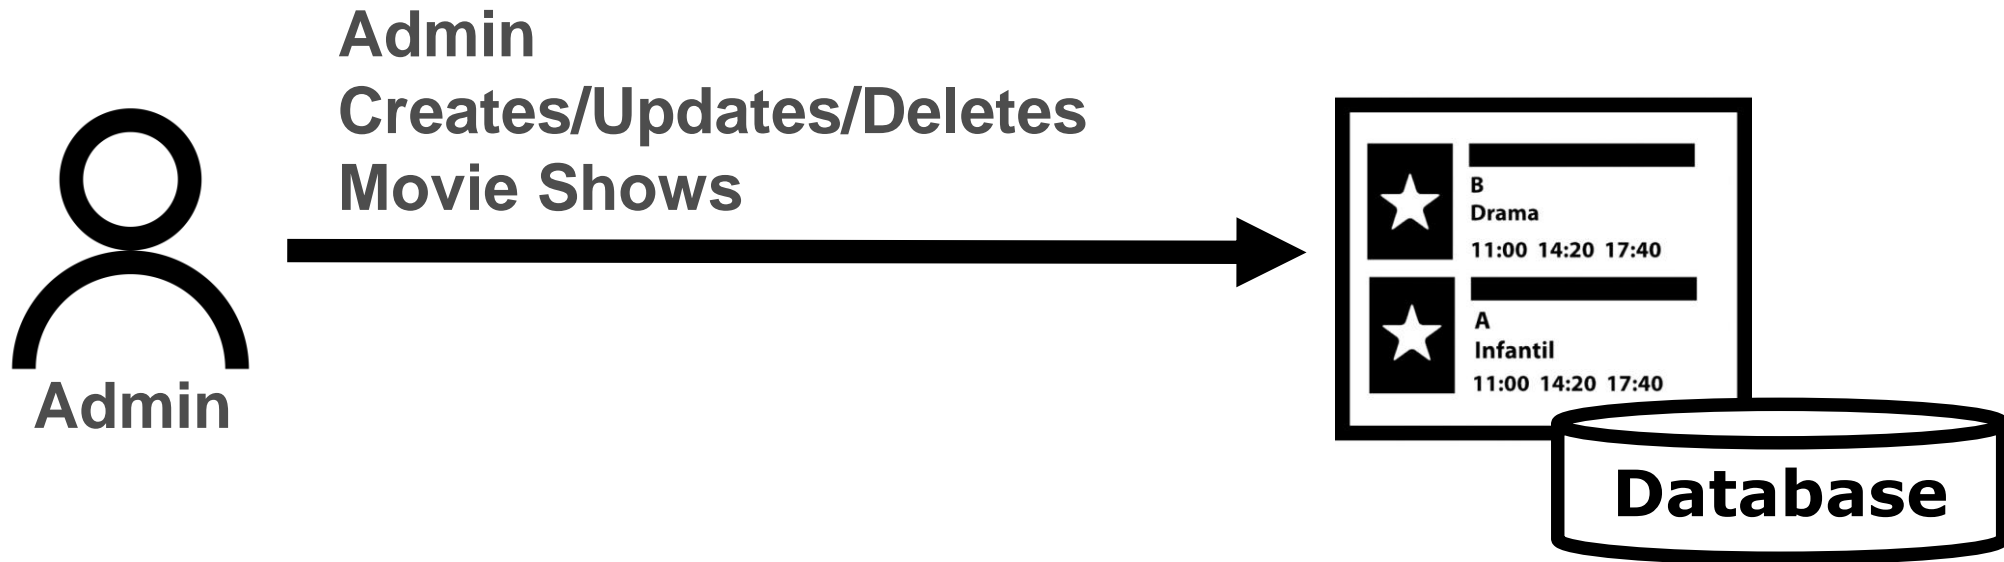 Admin
Creates/Updates/Deletes
Movie Shows
Admin
B
Drama
11:00 14:20 17:40
A
Infantil
11:00 14:20 17:40
Database